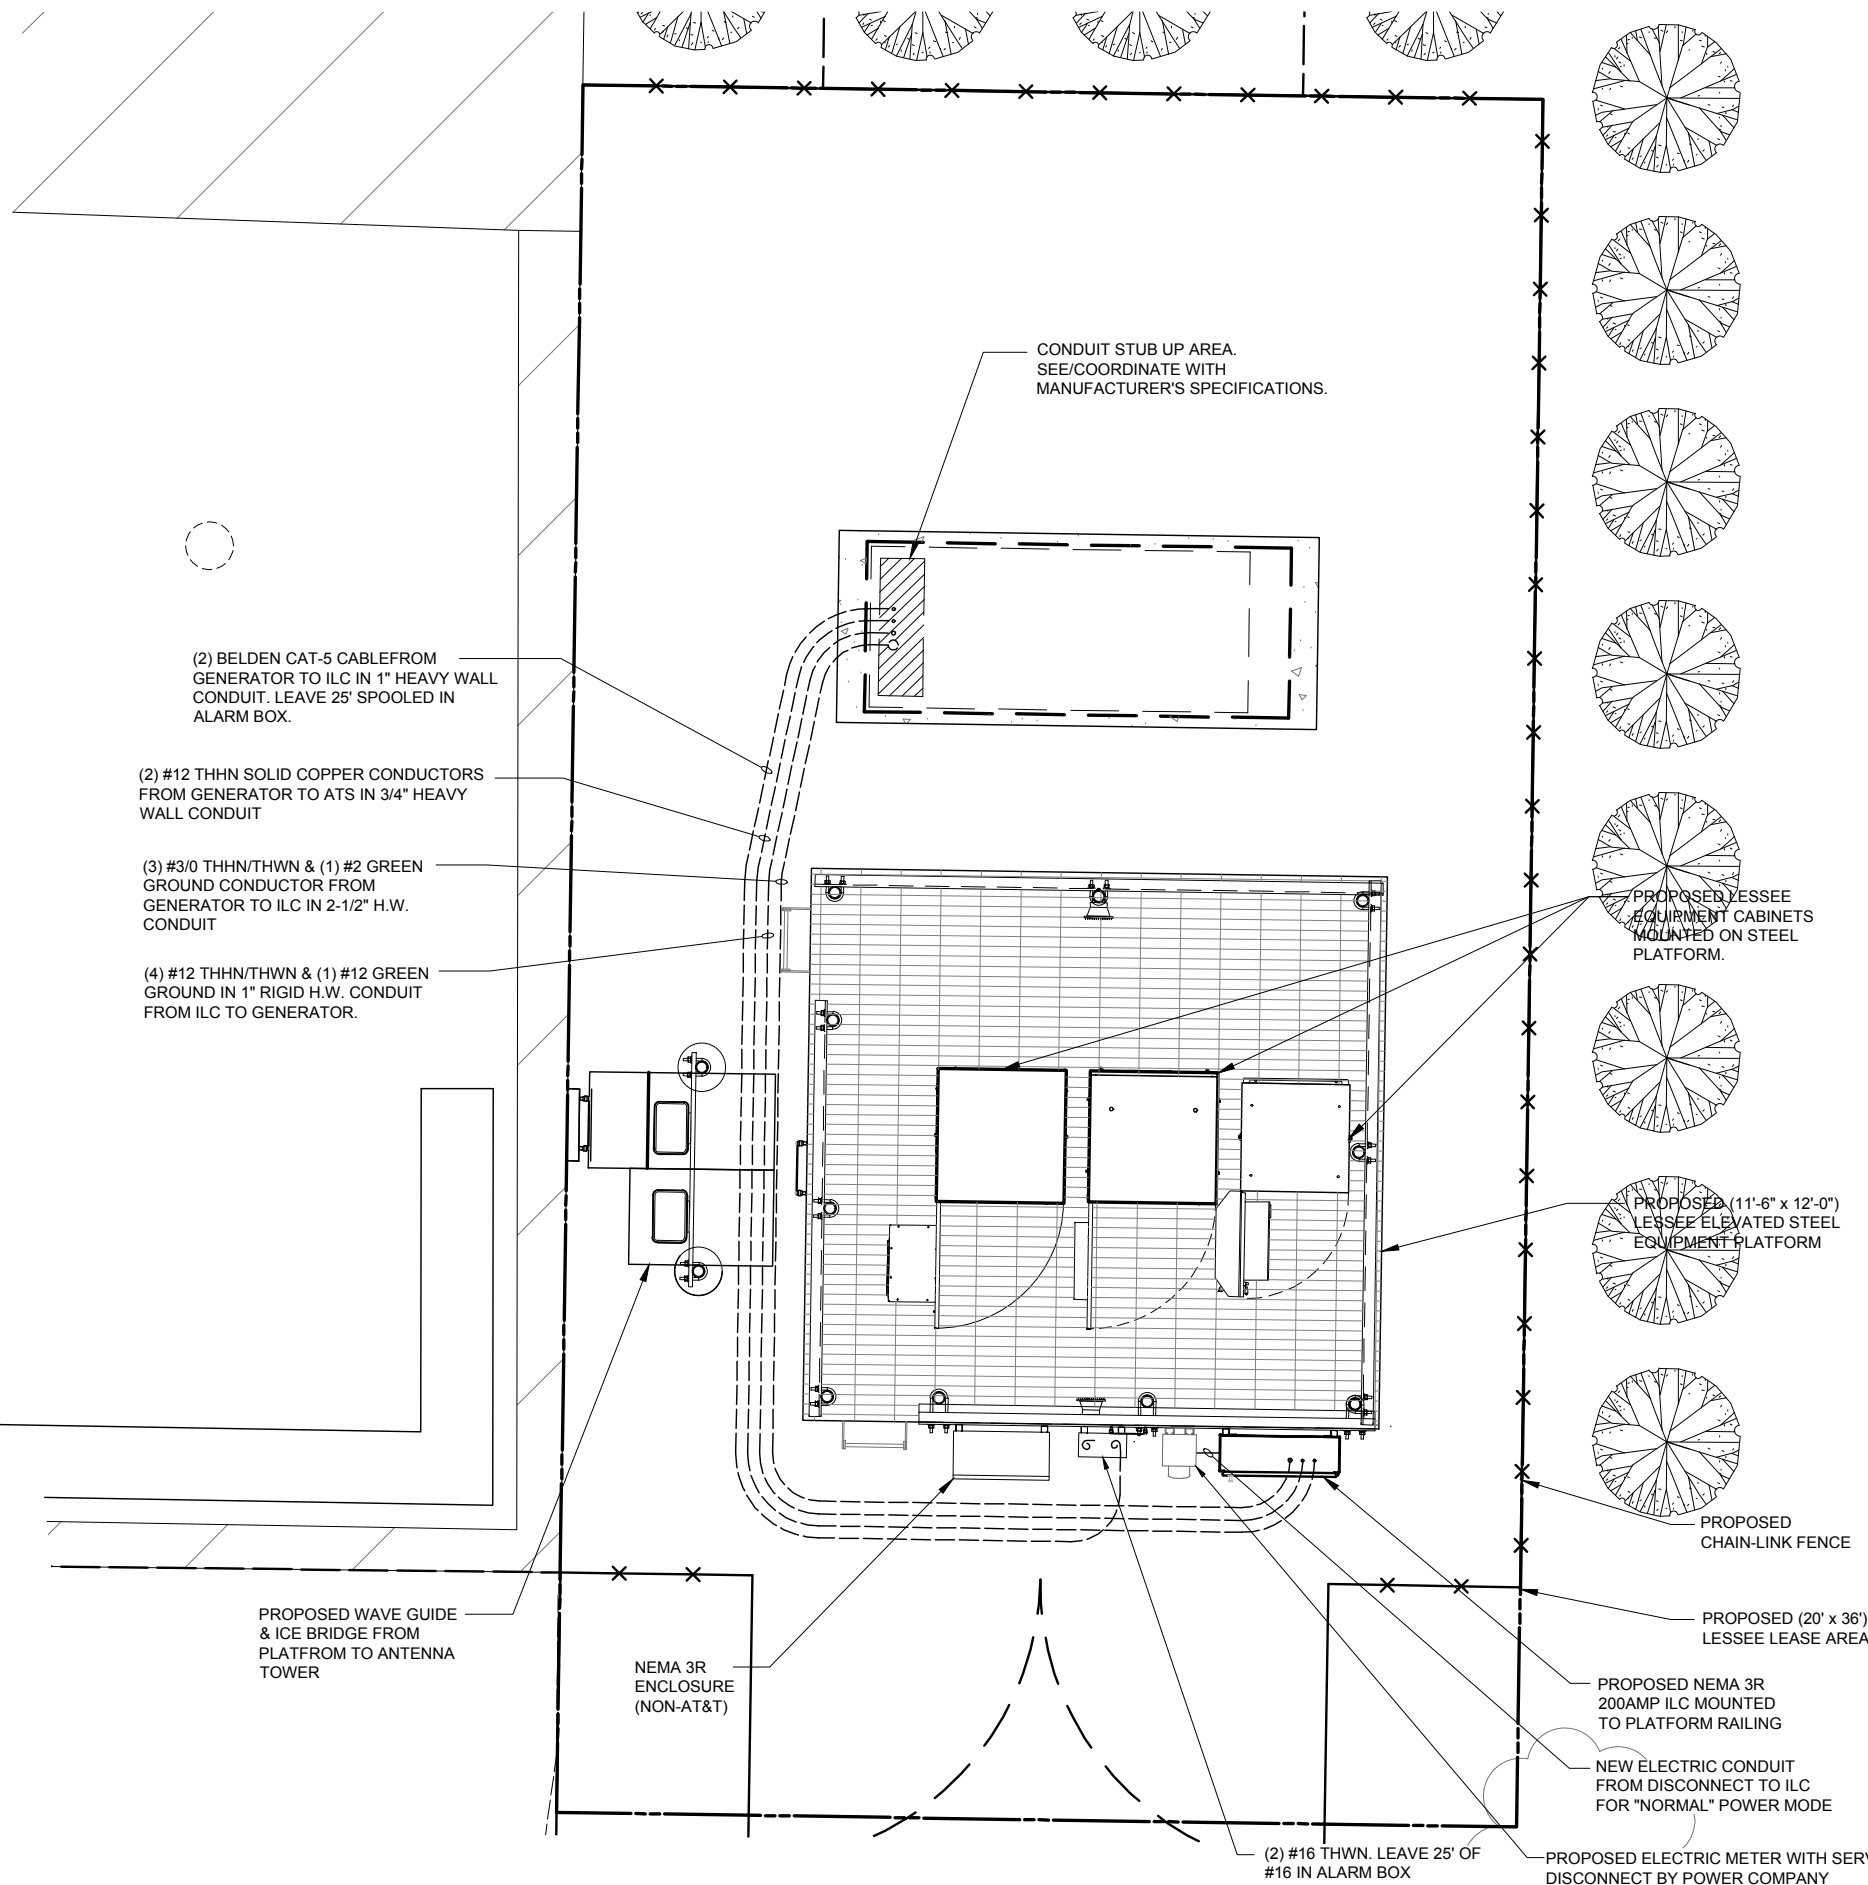 CONDUIT STUB UP AREA.
SEE/COORDINATE WITH
MANUFACTURER'S SPECIFICATIONS.
(2) BELDEN CAT-5 CABLEFROM
GENERATOR TO ILC IN 1" HEAVY WALL
CONDUIT. LEAVE 25' SPOOLED IN
ALARM BOX.
(2) #12 THHN SOLID COPPER CONDUCTORS
FROM GENERATOR TO ATS IN 3/4" HEAVY
WALL CONDUIT
(3) #3/0 THHN/THWN & (1) #2 GREEN
GROUND CONDUCTOR FROM
GENERATOR TO ILC IN 2-1/2" H.W.
CONDUIT
(4) #12 THHN/THWN & (1) #12 GREEN
GROUND IN 1" RIGID H.W. CONDUIT
FROM ILC TO GENERATOR.
PROPOSED LESSEE
EQUIPMENT CABINETS
MOUNTED ON STEEL
PLATFORM.
PROPOSED (11'-6" x 12'-0")
LESSEE ELEVATED STEEL
EQUIPMENT PLATFORM
PROPOSED
CHAIN-LINK FENCE
PROPOSED (20' x 36')
LESSEE LEASE AREA
PROPOSED WAVE GUIDE
& ICE BRIDGE FROM
PLATFROM TO ANTENNA
TOWER
NEMA 3R
ENCLOSURE
(NON-AT&T)
PROPOSED NEMA 3R
200AMP ILC MOUNTED
TO PLATFORM RAILING
NEW ELECTRIC CONDUIT
FROM DISCONNECT TO ILC
FOR "NORMAL" POWER MODE
(2) #16 THWN. LEAVE 25' OF
#16 IN ALARM BOX
PROPOSED ELECTRIC METER WITH SERV
DISCONNECT BY POWER COMPANY